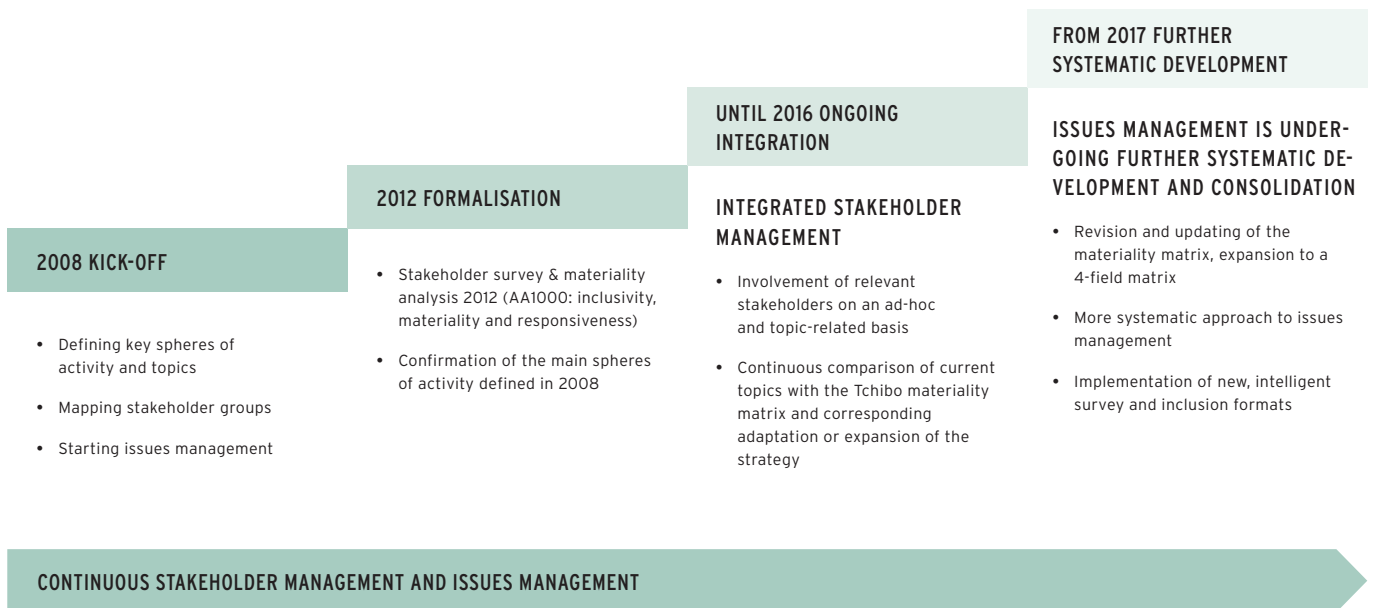 2008 KICK-OFF
• Defining key spheres of
activity and topics
• Mapping stakeholder groups
• Starting issues management
2012 FORMALISATION
• Stakeholder survey & materiality
analysis 2012 (AA1000: inclusivity,
materiality and responsiveness)
• Confirmation of the main spheres
of activity defined in 2008
UNTIL 2016 ONGOING
INTEGRATION
INTEGRATED STAKEHOLDER
MANAGEMENT
• Involvement of relevant
stakeholders on an ad-hoc
and topic-related basis
• Continuous comparison of current
topics with the Tchibo materiality
matrix and corresponding
adaptation or expansion of the
strategy
FROM 2017 FURTHER
SYSTEMATIC DEVELOPMENT
ISSUES MANAGEMENT IS UNDER-
GOING FURTHER SYSTEMATIC DE-
VELOPMENT AND CONSOLIDATION
• Revision and updating of the
materiality matrix, expansion to a
4-field matrix
• More systematic approach to issues
management
• Implementation of new, intelligent
survey and inclusion formats
CONTINUOUS STAKEHOLDER MANAGEMENT AND ISSUES MANAGEMENT